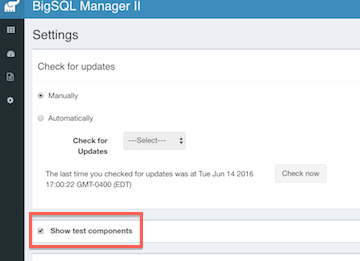 BigSQL Manager II
Settings
Check for updates
Manually
Automatically
Check for
Updates
---Select---
The last time you checked for updates was at Tue Jun 14 2016
17:00:22 GMT-0400 (EDT)
Check now
Show test components